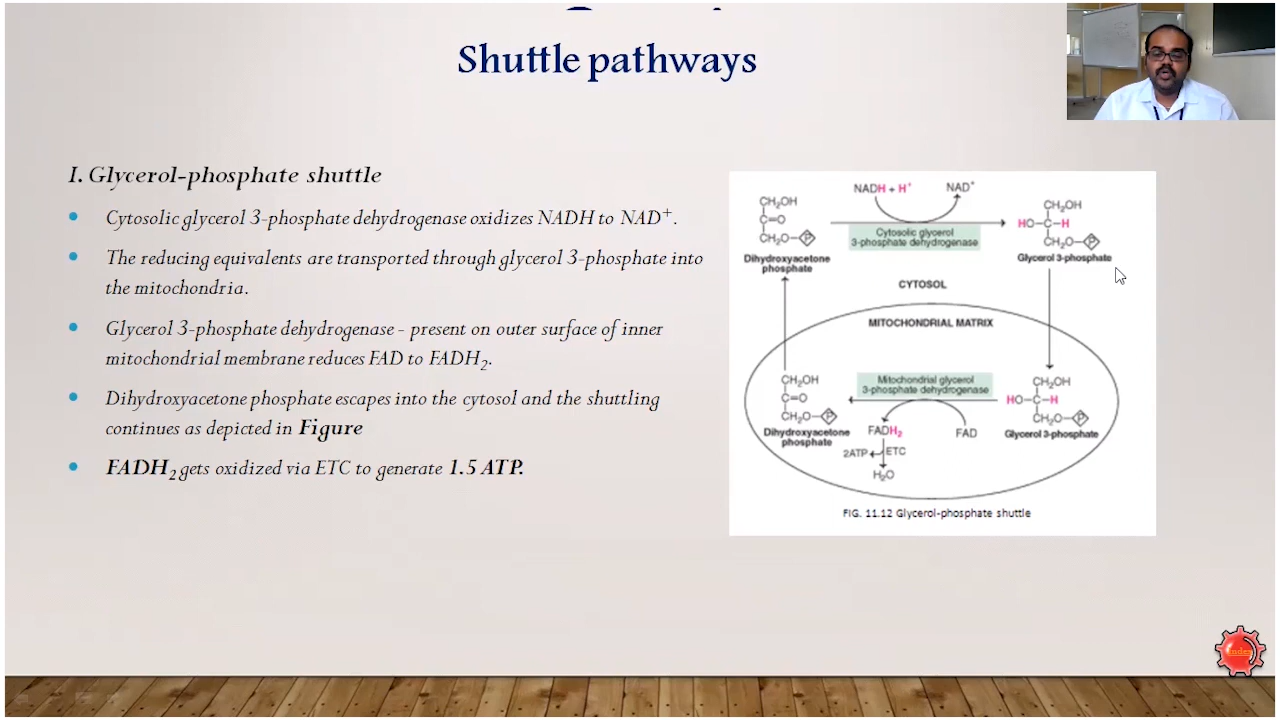 Shuttle pathways
I. Glycerol-phosphate shuttle
Cytosolic glycerol 3-phosphate dehydrogenase oxidizes NADH to NAD⁺.
The reducing equivalents are transported through glycerol 3-phosphate into
the mitochondria.
Glycerol 3-phsphate dehydrogenase - present on outer surface of inner
mitochondrial membrane reduces FAD to FADH₂.
Dihydroxyacetone phosphate escapes into the cytosol and the shuttling
continues as depicted in Figure
FADH₂ gets oxidized via ETC to generate 1.5 ATP.
NADH + H⁺
NAD⁺
CH₂OH
C=O
CH₂O-P
Dihydroxyacetone
phosphate
Cytosolic glycerol
3-phosphate dehydrogenase
CH₂OH
HO-C-H
CH₂O-P
Glycerol 3-phosphate
CYTOSOL
MITOCHONDRIAL MATRIX
CH₂OH
C=O
CH₂O-P
Dihydroxyacetone
phosphate
Mitochondrial glycerol
3-phosphate dehydrogenase
FADH₂
FAD
2ATP
ETC
H₂O
CH₂OH
HO-C-H
CH₂O-P
Glycerol 3-phosphate
FIG. 11.12 Glycerol-phosphate shuttle